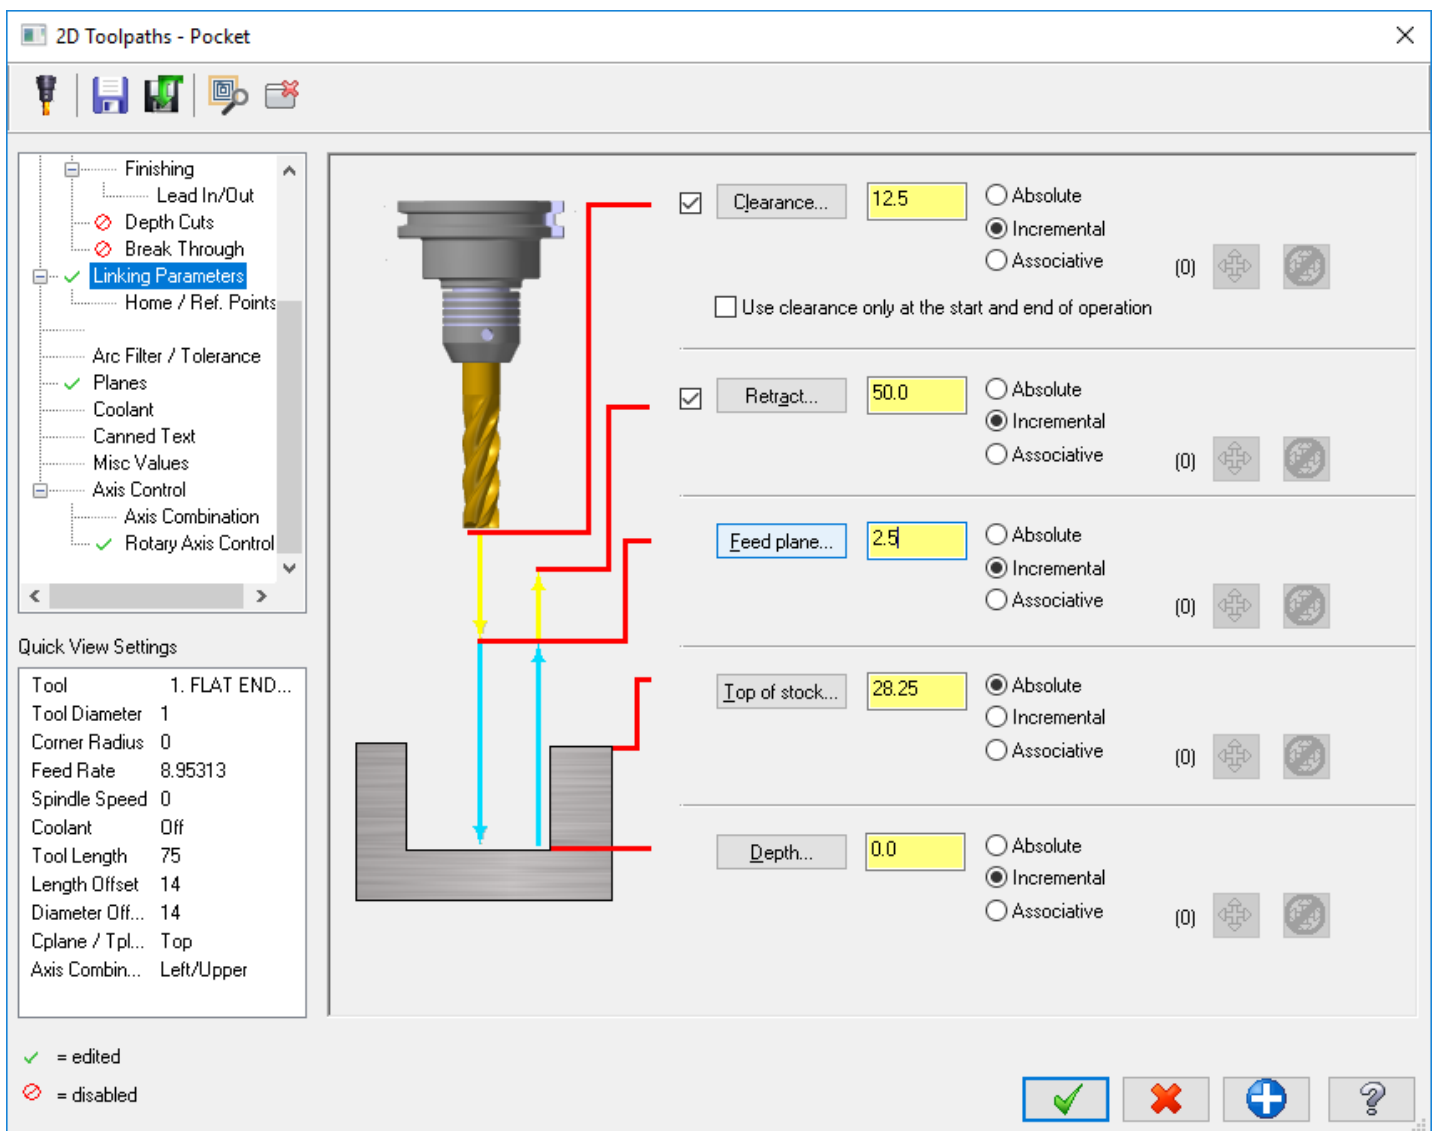 2D Toolpaths - Pocket
Finishing
Lead In/Out
Depth Cuts
Break Through
Linking Parameters
Home / Ref. Points
Arc Filter / Tolerance
Planes
Coolant
Canned Text
Misc Values
Axis Control
Axis Combination
Rotary Axis Control
Quick View Settings
Tool 1. FLAT END...
Tool Diameter 1
Corner Radius 0
Feed Rate 8.95313
Spindle Speed 0
Coolant Off
Tool Length 75
Length Offset 14
Diameter Off... 14
Cplane / Tpl... Top
Axis Combin... Left/Upper
= edited
= disabled
Clearance... 12.5
Absolute
Incremental
Associative (0)
Use clearance only at the start and end of operation
Retract... 50.0
Absolute
Incremental
Associative (0)
Feed plane... 2.5
Absolute
Incremental
Associative (0)
Top of stock... 28.25
Absolute
Incremental
Associative (0)
Depth... 0.0
Absolute
Incremental
Associative (0)